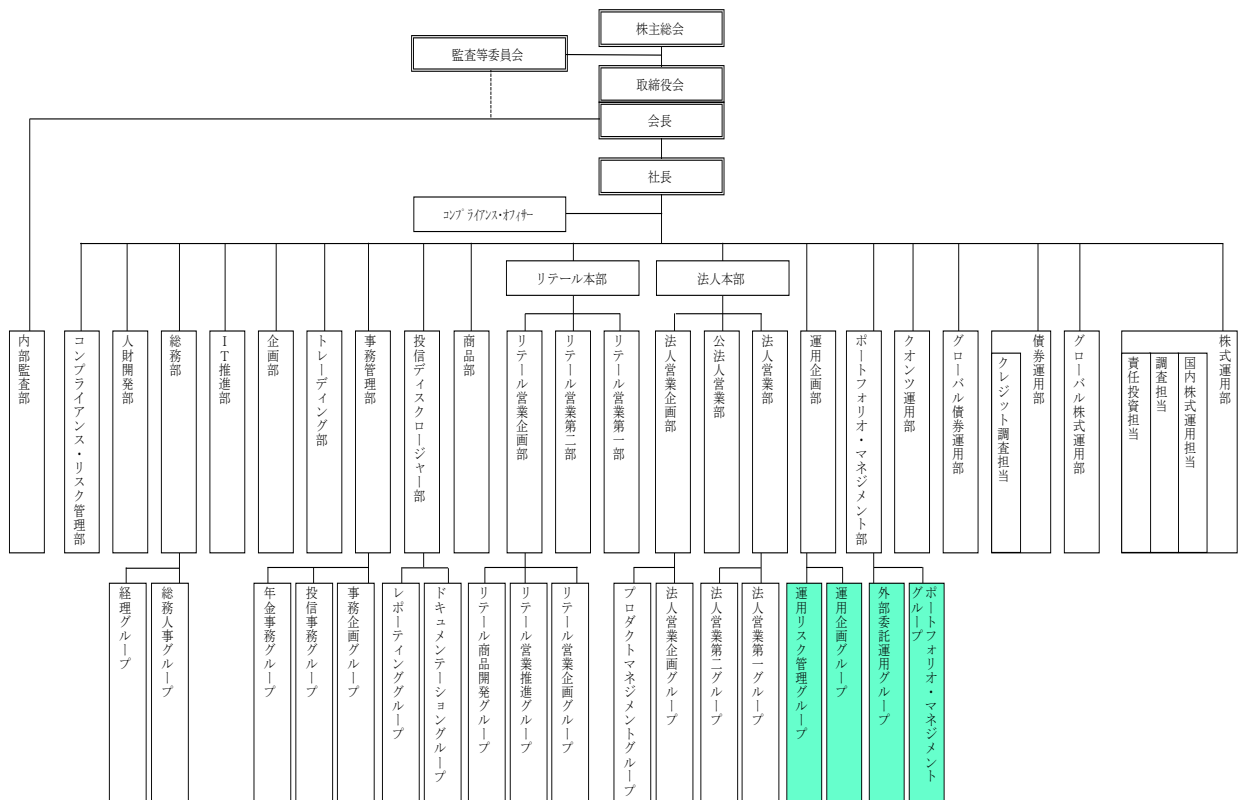 株主総会
監査等委員会
取締役会
会長
社長
コンプライアンス・オフィサー
リテール本部
法人本部
内部監査部
コンプライアンス・リスク管理部
人財開発部
総務部
IT推進部
企画部
トレーディング部
事務管理部
投信ディスクロージャー部
商品部
リテール営業企画部
リテール営業第二部
リテール営業第一部
法人営業企画部
公法人営業部
法人営業部
運用企画部
ポートフォリオ・マネジメント部
クオンツ運用部
グローバル債券運用部
債券運用部
クレジット調査担当
グローバル株式運用部
株式運用部
責任投資担当
調査担当
国内株式運用担当
経理グループ
総務人事グループ
年金事務グループ
投信事務グループ
事務企画グループ
レポーティンググループ
ドキュメンテーショングループ
リテール商品開発グループ
リテール営業推進グループ
リテール営業企画グループ
プロダクトマネジメントグループ
法人営業企画グループ
法人営業第二グループ
法人営業第一グループ
運用リスク管理グループ
運用企画グループ
外部委託運用グループ
ポートフォリオ・マネジメント
グループ